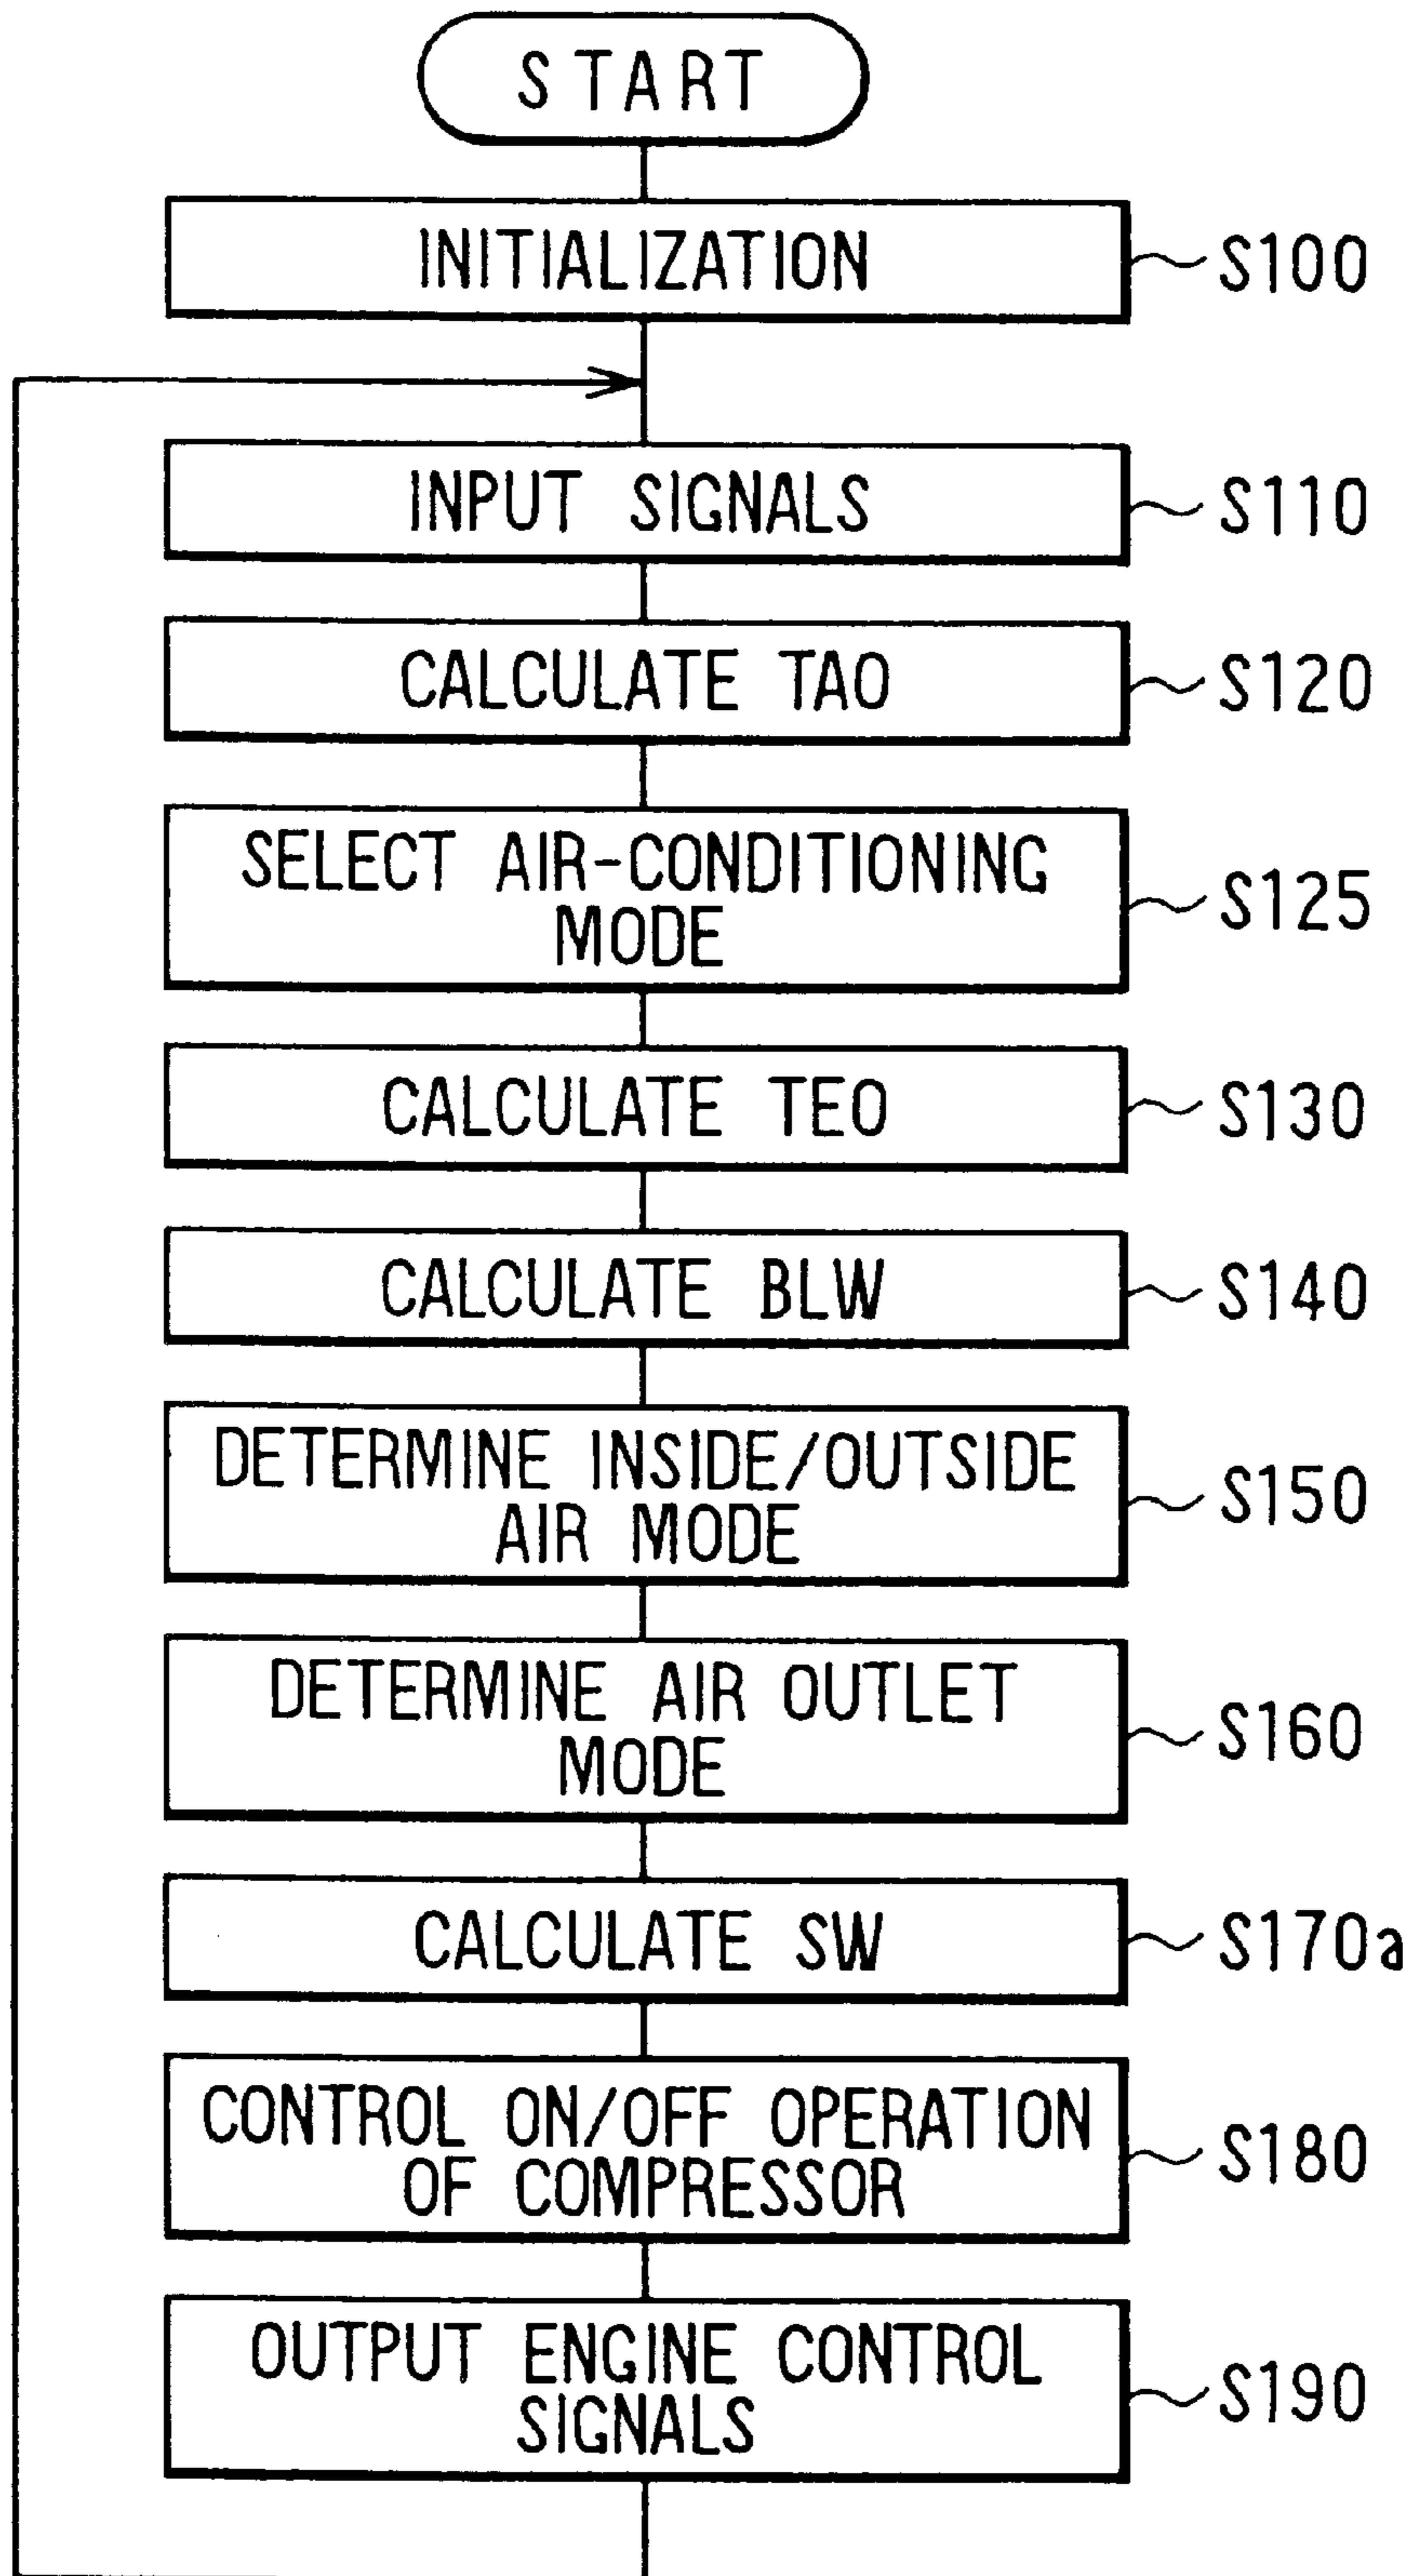 START
INITIALIZATION
S100
INPUT SIGNALS
S110
CALCULATE TAO
S120
SELECT AIR-CONDITIONING
MODE
S125
CALCULATE TEO
S130
CALCULATE BLW
S140
DETERMINE INSIDE/OUTSIDE
AIR MODE
S150
DETERMINE AIR OUTLET
MODE
S160
CALCULATE SW
S170a
CONTROL ON/OFF OPERATION
OF COMPRESSOR
S180
OUTPUT ENGINE CONTROL
SIGNALS
S190